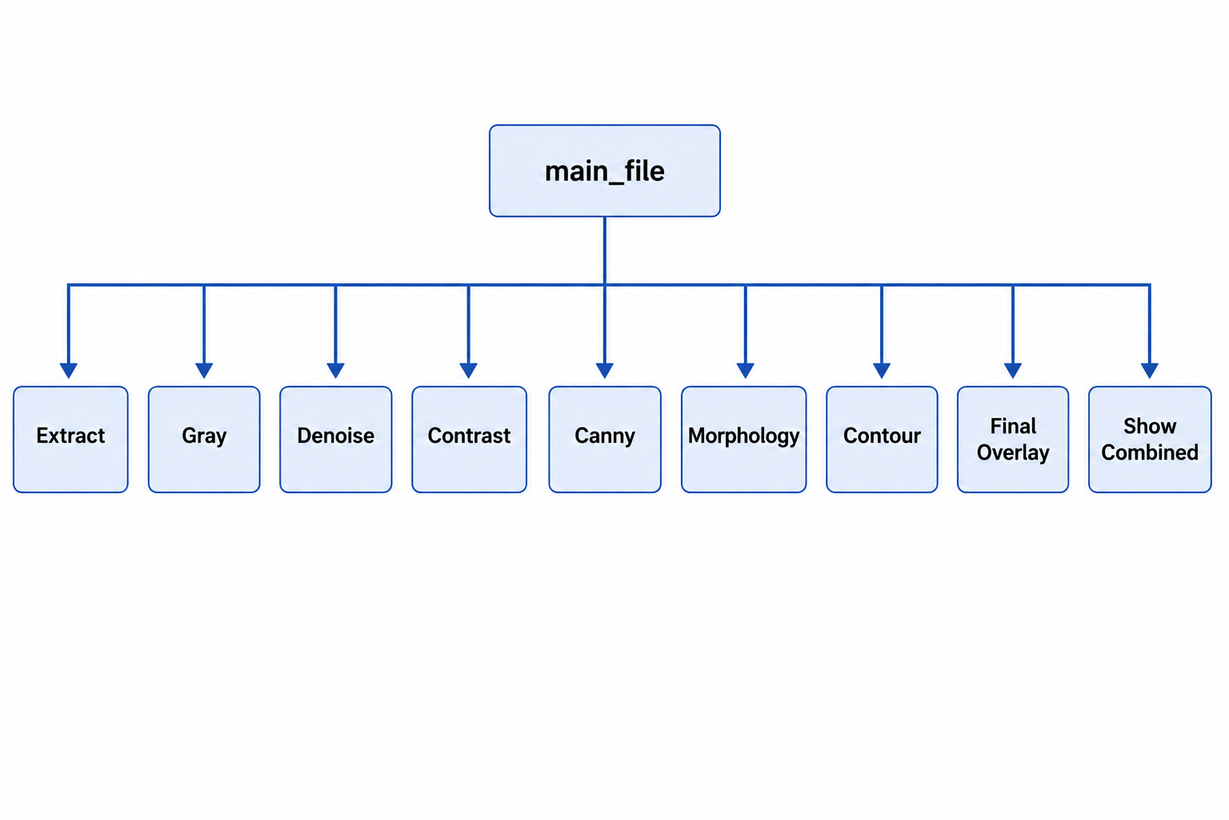 main_file
Extract
Gray
Denoise
Contrast
Canny
Morphology
Contour
Final
Overlay
Show
Combined